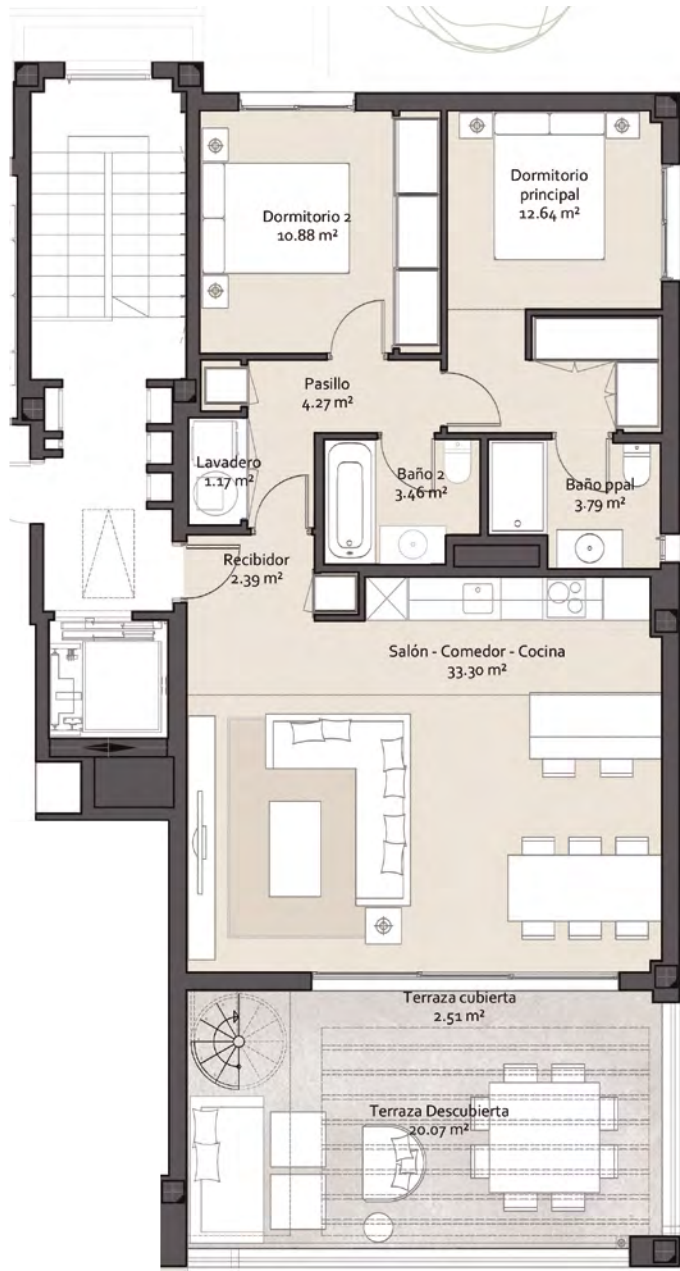 Dormitorio
principal
12.64 m²
Dormitorio 2
10.88 m²
Pasillo
4.27 m²
Lavadero
1.17 m²
Baño 2
3.46 m²
Baño ppal
3.79 m²
Recibidor
2.39 m²
Salón - Comedor - Cocina
33.30 m²
Terraza cubierta
2.51 m²
Terraza Descubierta
20.07 m²